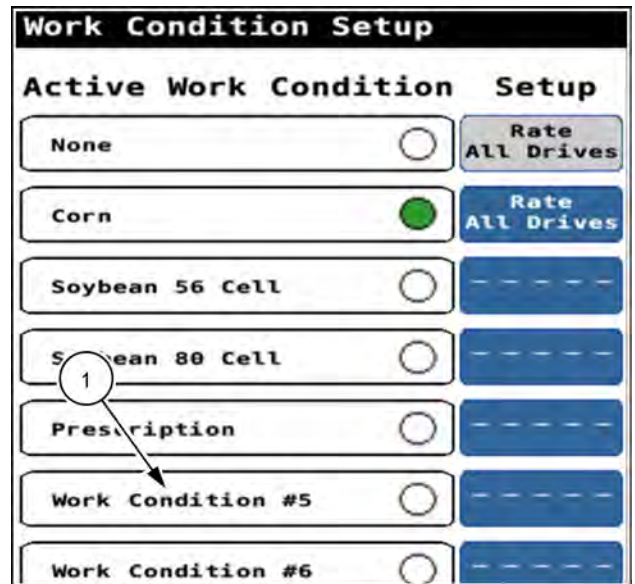 Work Condition Setup
Active Work Condition Setup
None
Rate
All Drives
Corn
Rate
All Drives
Soybean 56 Cell
- - - - -
Soybean 80 Cell
- - - - -
1
Prescription
- - - - -
Work Condition #5
- - - - -
Work Condition #6
- - - - -